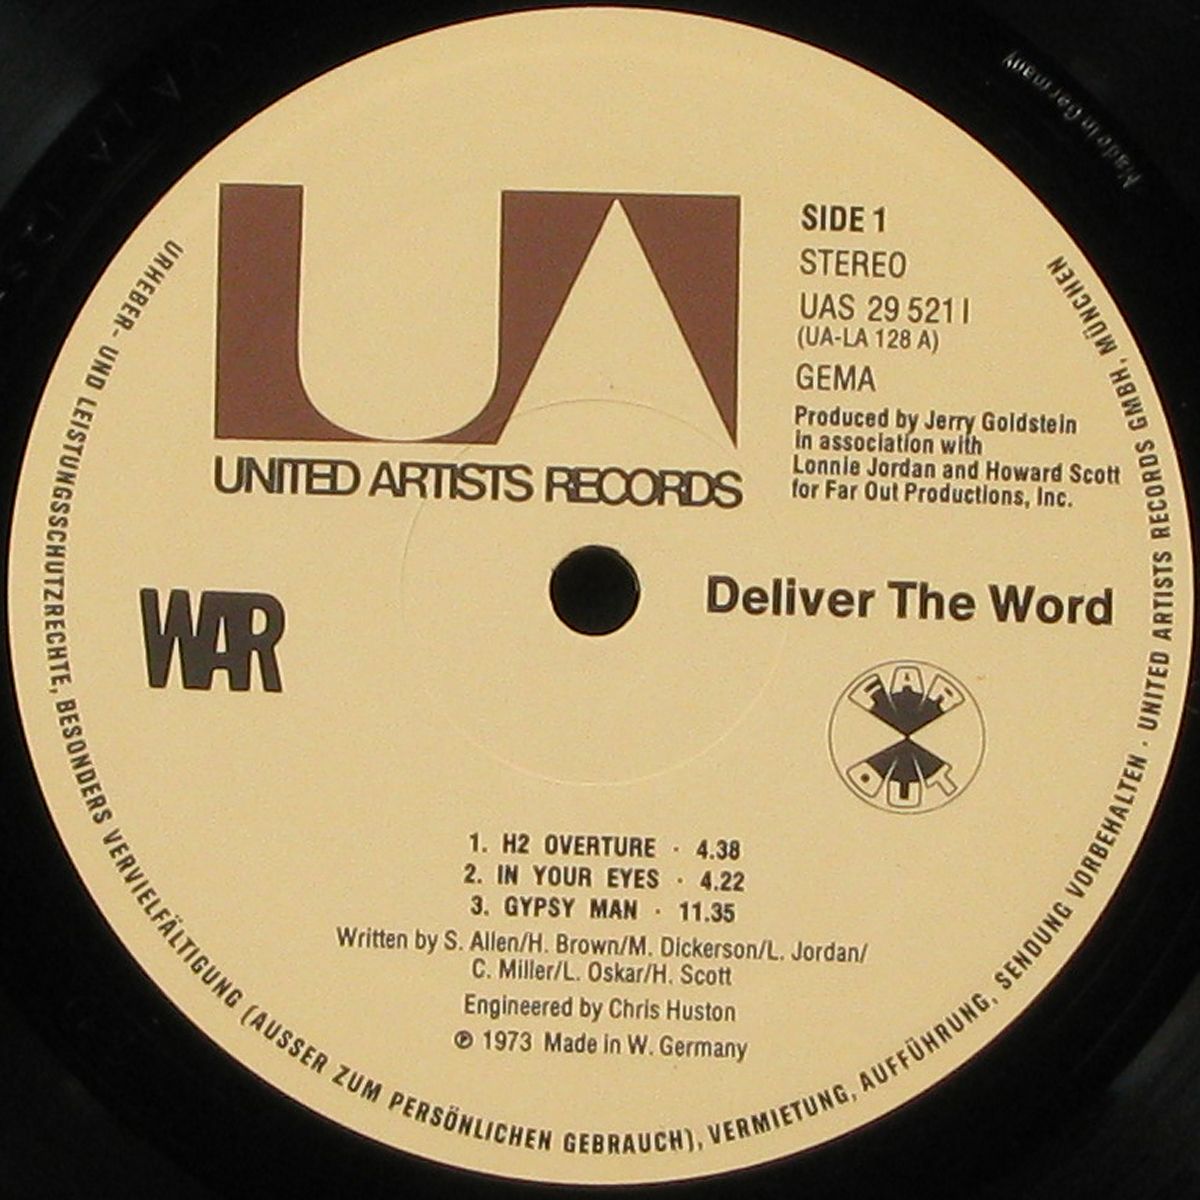 UA
UNITED ARTISTS RECORDS
SIDE 1
STEREO
UAS 29 521 I
(UA-LA 128 A)
GEMA
Produced by Jerry Goldstein
in association with
Lonnie Jordan and Howard Scott
for Far Out Productions, Inc.
WAR
Deliver The Word
FAR
OUT
1. H2 OVERTURE · 4.38
2. IN YOUR EYES · 4.22
3. GYPSY MAN · 11.35
Written by S. Allen/H. Brown/M. Dickerson/L. Jordan/
C. Miller/L. Oskar/H. Scott
Engineered by Chris Huston
℗ 1973 Made in W. Germany
URHEBER- UND LEISTUNGSSCHUTZRECHTE, BESONDERS VERVIELFÄLTIGUNG (AUSSER ZUM PERSÖNLICHEN GEBRAUCH), VERMIETUNG, AUFFÜHRUNG, SENDUNG VORBEHALTEN · UNITED ARTISTS RECORDS GMBH, MÜNCHEN
Made in Germany